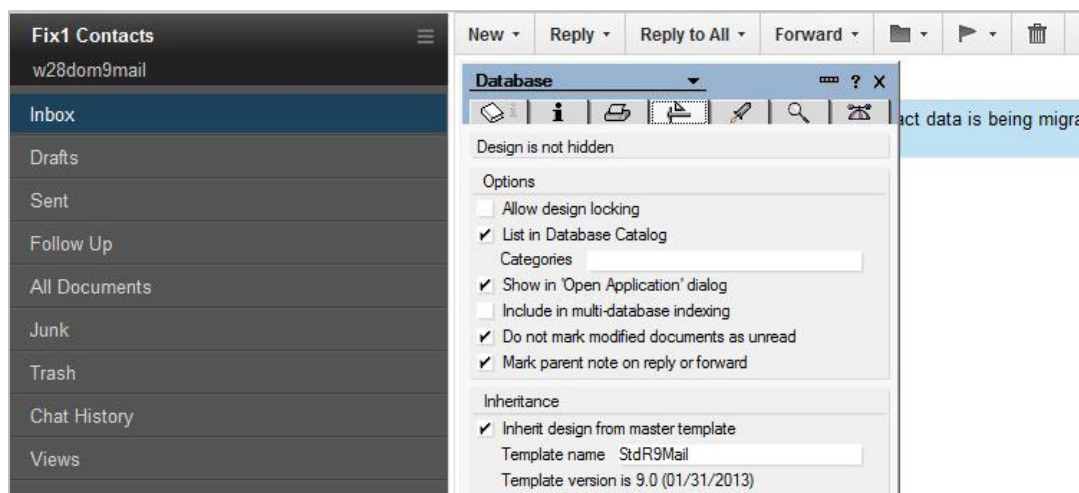 Fix1 Contacts
w28dom9mail
Inbox
Drafts
Sent
Follow Up
All Documents
Junk
Trash
Chat History
Views
New Reply Reply to All Forward
Database ? X
i
act data is being migra
Design is not hidden
Options
Allow design locking
List in Database Catalog
Categories
Show in 'Open Application' dialog
Include in multi-database indexing
Do not mark modified documents as unread
Mark parent note on reply or forward
Inheritance
Inherit design from master template
Template name StdR9Mail
Template version is 9.0 (01/31/2013)